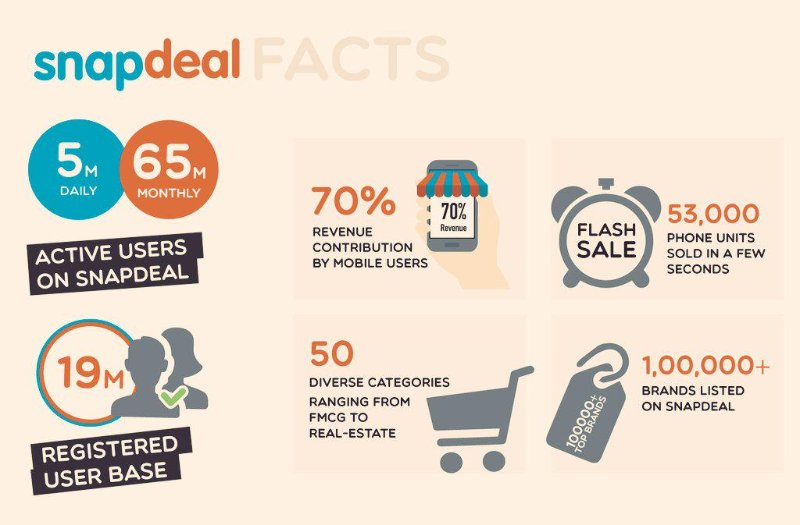 snapdeal FACTS
5M
DAILY
65M
MONTHLY
ACTIVE USERS
ON SNAPDEAL
19M
REGISTERED
USER BASE
70%
REVENUE
CONTRIBUTION
BY MOBILE USERS
70%
Revenue
FLASH
SALE
53,000
PHONE UNITS
SOLD IN A FEW
SECONDS
50
DIVERSE CATEGORIES
RANGING FROM
FMCG TO
REAL-ESTATE
100000+
TOP BRANDS
1,00,000+
BRANDS LISTED
ON SNAPDEAL